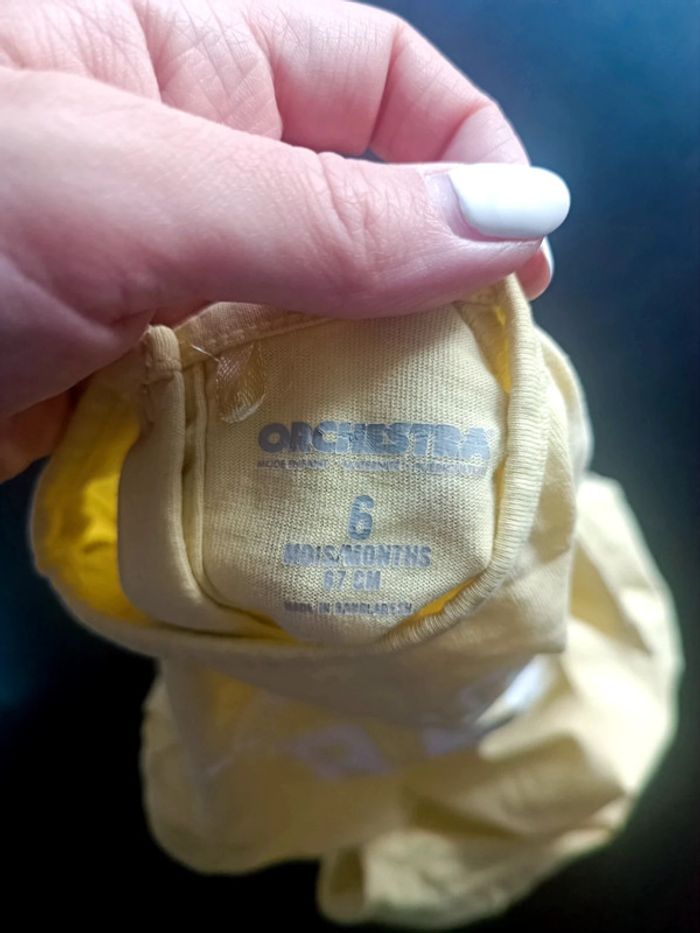 ORCHESTRA
6
MOIS/MONTHS
67 CM
MADE IN BANGLADESH